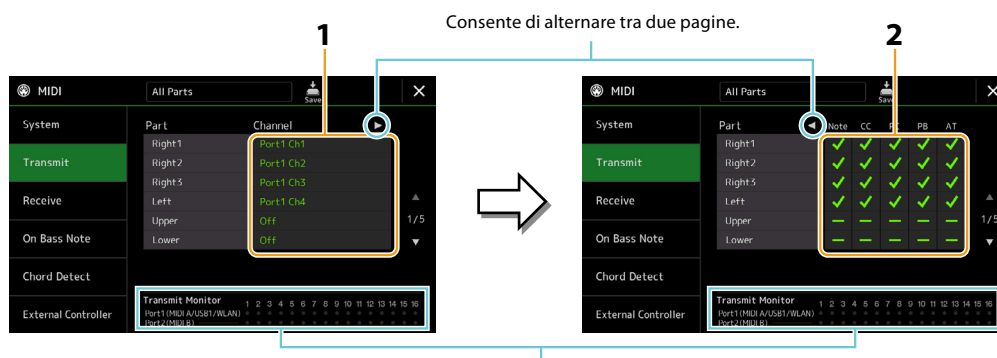 Consente di alternare tra due pagine.
1
2
MIDI
All Parts
Save
System
Part
Channel
Right1
Port1 Ch1
Transmit
Right2
Port1 Ch2
Right3
Port1 Ch3
Receive
Left
Port1 Ch4
Upper
Off
1/5
On Bass Note
Lower
Off
Chord Detect
External Controller
Transmit Monitor
1 2 3 4 5 6 7 8 9 10 11 12 13 14 15 16
Port1(MIDI A/USB1/WLAN)
Port2(MIDI B)
MIDI
All Parts
Save
System
Part
Note CC PC PB AT
Right1
Transmit
Right2
Right3
Receive
Left
Upper
1/5
On Bass Note
Lower
Chord Detect
External Controller
Transmit Monitor
1 2 3 4 5 6 7 8 9 10 11 12 13 14 15 16
Port1(MIDI A/USB1/WLAN)
Port2(MIDI B)